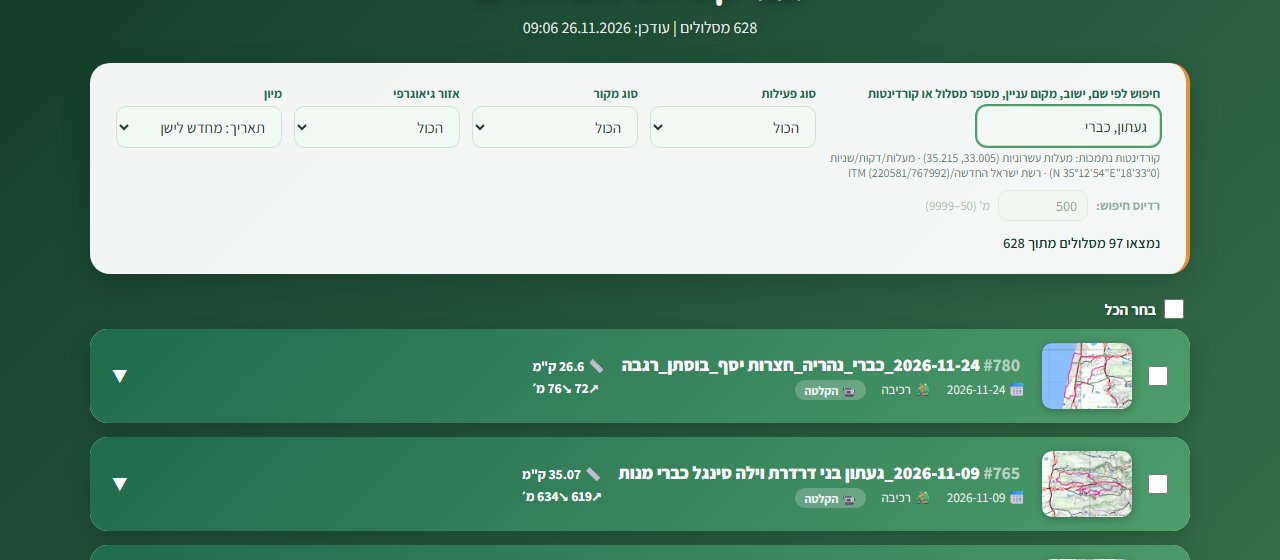 628 מסלולים | עודכן: 26.11.2026 09:06
חיפוש לפי שם, ישוב, מקום עניין, מספר מסלול או קורדינטות
געתון, כברי
סוג פעילות
הכול
סוג מקור
הכול
אזור גיאוגרפי
הכול
מיון
תאריך: מחדש לישן
קורדינטות נתמכות: מעלות עשרוניות (33.005, 35.215) · מעלות/דקות/שניות
(N 35°12'54"E"18'33°0) · רשת ישראל החדשה/ITM (220581/767992)
רדיוס חיפוש: 500 מ' (50–9999)
נמצאו 97 מסלולים מתוך 628
בחר הכל
#780 2026-11-24_כברי_נהריה_חצרות יסף_בוסתן_רגבה
26.6 ק"מ
2026-11-24 רכיבה הקלטה
↗72 ↘76 מ'
#765 2026-11-09_געתון בני דרדרת וילה סינגל כברי מנות
35.07 ק"מ
2026-11-09 רכיבה הקלטה
↗619 ↘634 מ'